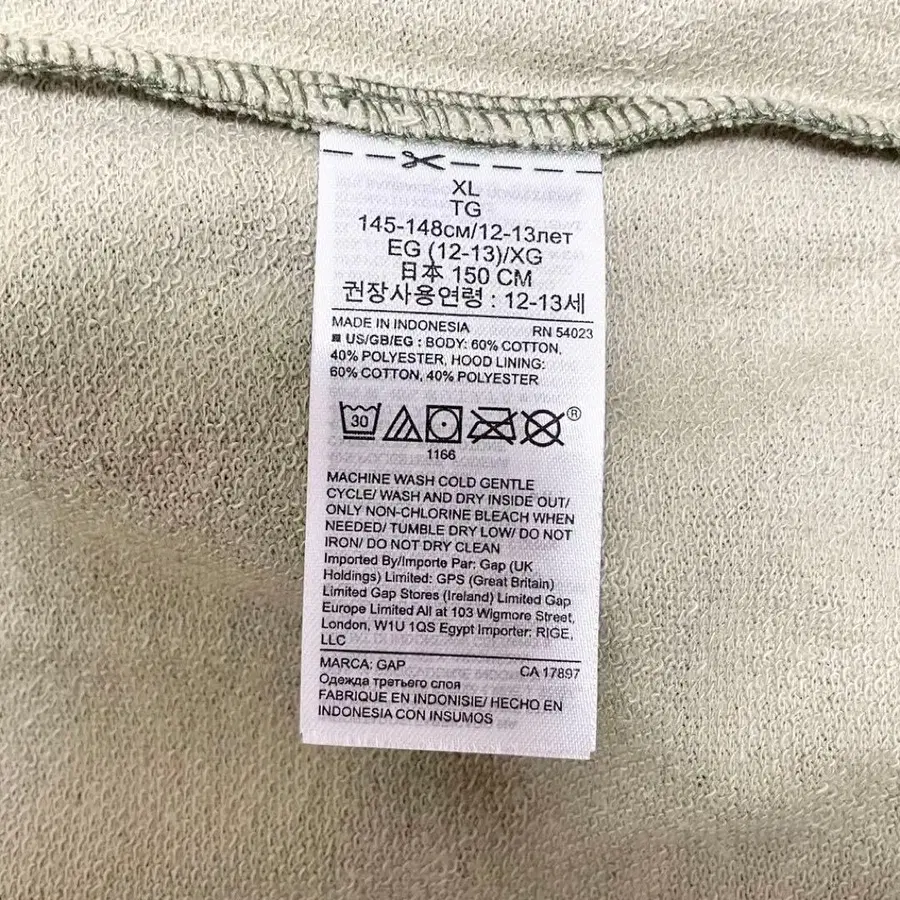 XL
TG
145-148см/12-13лет
EG (12-13)/XG
日本 150 CM
권장사용연령 : 12-13세
MADE IN INDONESIA RN 54023
US/GB/EG : BODY: 60% COTTON,
40% POLYESTER, HOOD LINING:
60% COTTON, 40% POLYESTER
30
®
1166
MACHINE WASH COLD GENTLE
CYCLE/ WASH AND DRY INSIDE OUT/
ONLY NON-CHLORINE BLEACH WHEN
NEEDED/ TUMBLE DRY LOW/ DO NOT
IRON/ DO NOT DRY CLEAN
Imported By/Importe Par: Gap (UK
Holdings) Limited: GPS (Great Britain)
Limited Gap Stores (Ireland) Limited Gap
Europe Limited All at 103 Wigmore Street,
London, W1U 1QS Egypt Importer: RIGE,
LLC
MARCA: GAP CA 17897
Одежда третьего слоя
FABRIQUE EN INDONISIE/ HECHO EN
INDONESIA CON INSUMOS